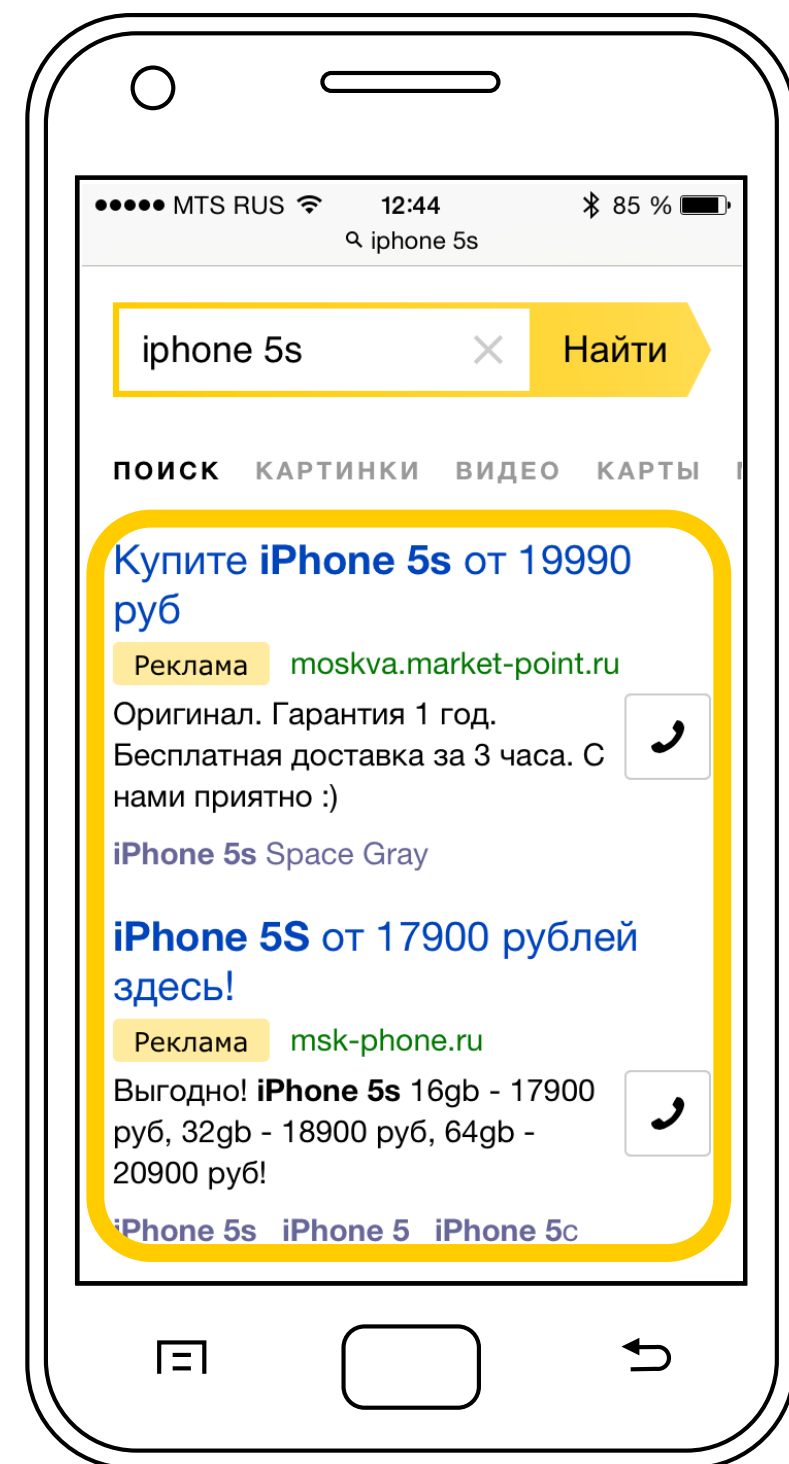 ●●●●● MTS RUS 12:44 85 %
iphone 5s
iphone 5s Найти
ПОИСК КАРТИНКИ ВИДЕО КАРТЫ
Купите iPhone 5s от 19990
руб
Реклама moskva.market-point.ru
Оригинал. Гарантия 1 год.
Бесплатная доставка за 3 часа. С
нами приятно :)
iPhone 5s Space Gray
iPhone 5S от 17900 рублей
здесь!
Реклама msk-phone.ru
Выгодно! iPhone 5s 16gb - 17900
руб, 32gb - 18900 руб, 64gb -
20900 руб!
iPhone 5s iPhone 5 iPhone 5c